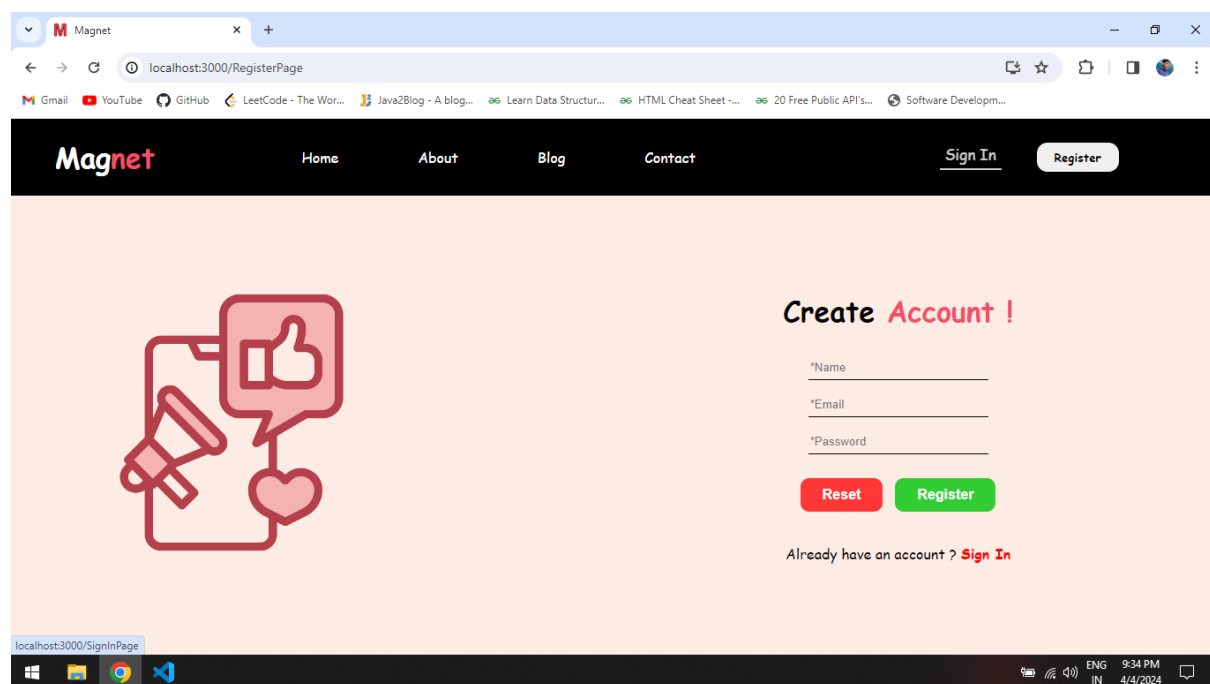 M Magnet
localhost:3000/RegisterPage
Gmail YouTube GitHub LeetCode - The Wor... Java2Blog - A blog... Learn Data Structur... HTML Cheat Sheet -... 20 Free Public API's... Software Developm...
Magnet Home About Blog Contact Sign In Register
Create Account !
*Name
*Email
*Password
Reset Register
Already have an account ? Sign In
localhost:3000/SignInPage
ENG 9:34 PM
IN 4/4/2024